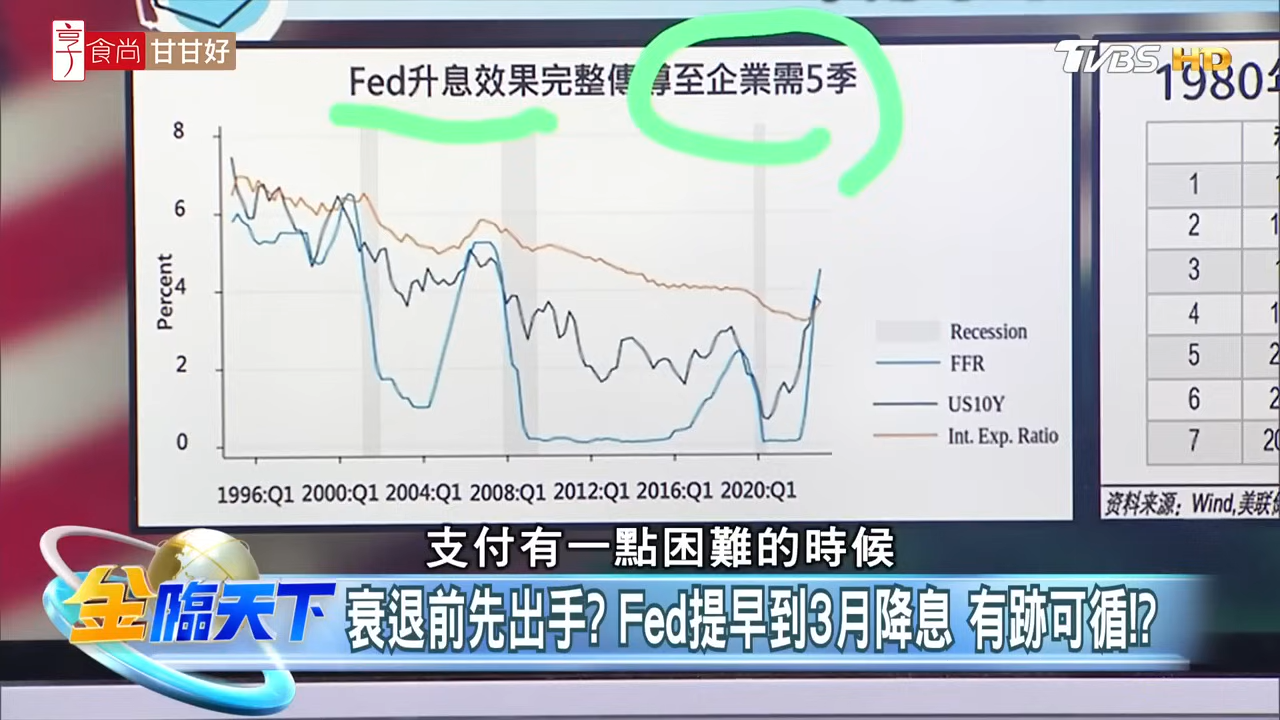 享食尚 甘甘好
TVBS HD
Fed升息效果完整傳導至企業需5季
1980年
8
6
4
2
0
Percent
1996:Q1 2000:Q1 2004:Q1 2008:Q1 2012:Q1 2016:Q1 2020:Q1
Recession
FFR
US10Y
Int. Exp. Ratio
1
2
3
4
5
6
7
资料来源：Wind,美联
支付有一點困難的時候
金臨天下
衰退前先出手? Fed提早到3月降息 有跡可循!?